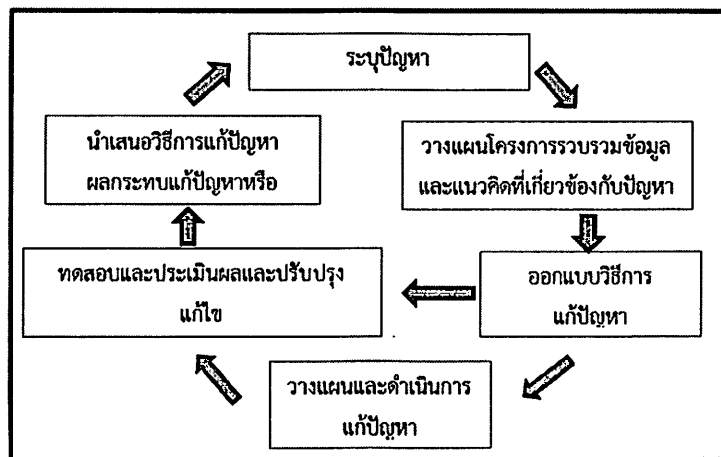 ระบุปัญหา
วางแผนโครงการรวบรวมข้อมูล
และแนวคิดที่เกี่ยวข้องกับปัญหา
ออกแบบวิธีการ
แก้ปัญหา
วางแผนและดำเนินการ
แก้ปัญหา
ทดสอบและประเมินผลและปรับปรุง
แก้ไข
นำเสนอวิธีการแก้ปัญหา
ผลกระทบแก้ปัญหาหรือ